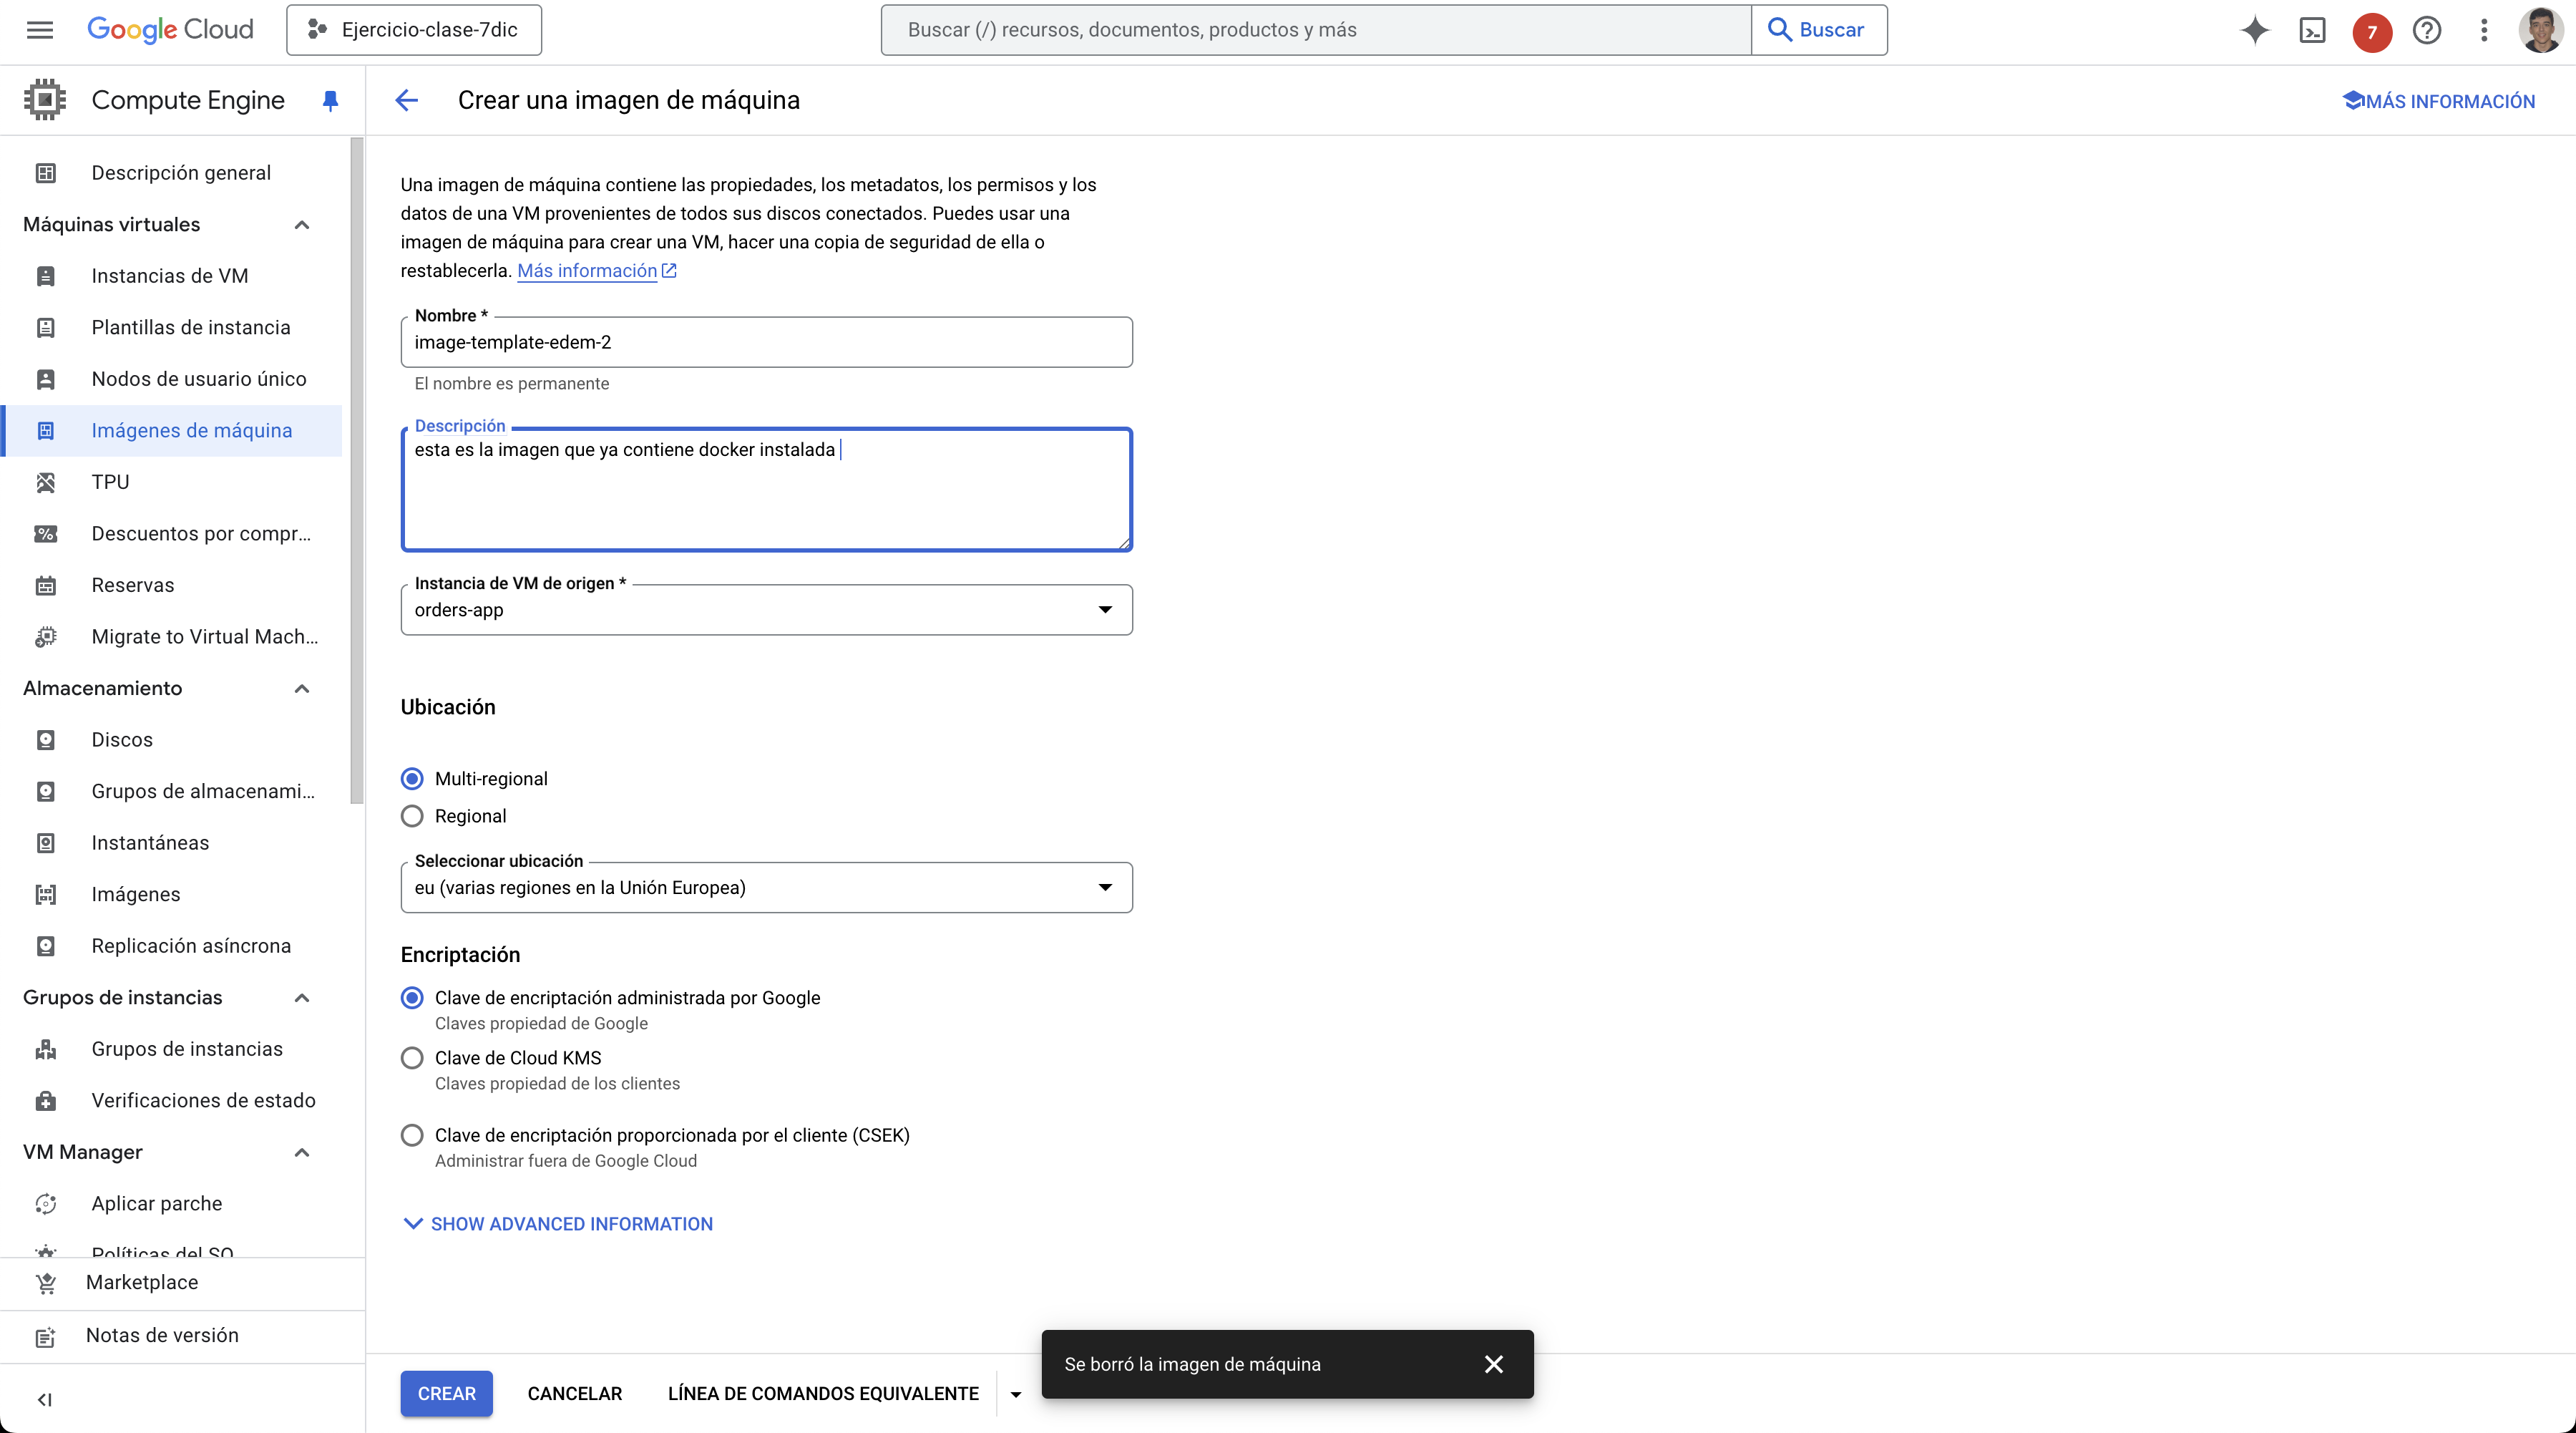 Google Cloud
Ejercicio-clase-7dic
Buscar (/) recursos, documentos, productos y más
Buscar
7
Compute Engine
Crear una imagen de máquina
MÁS INFORMACIÓN
Descripción general
Máquinas virtuales
Instancias de VM
Plantillas de instancia
Nodos de usuario único
Imágenes de máquina
TPU
Descuentos por compr...
Reservas
Migrate to Virtual Mach...
Almacenamiento
Discos
Grupos de almacenami...
Instantáneas
Imágenes
Replicación asíncrona
Grupos de instancias
Grupos de instancias
Verificaciones de estado
VM Manager
Aplicar parche
Políticas del SO
Marketplace
Notas de versión
Una imagen de máquina contiene las propiedades, los metadatos, los permisos y los
datos de una VM provenientes de todos sus discos conectados. Puedes usar una
imagen de máquina para crear una VM, hacer una copia de seguridad de ella o
restablecerla. Más información
Nombre *
image-template-edem-2
El nombre es permanente
Descripción
esta es la imagen que ya contiene docker instalada
Instancia de VM de origen *
orders-app
Ubicación
Multi-regional
Regional
Seleccionar ubicación
eu (varias regiones en la Unión Europea)
Encriptación
Clave de encriptación administrada por Google
Claves propiedad de Google
Clave de Cloud KMS
Claves propiedad de los clientes
Clave de encriptación proporcionada por el cliente (CSEK)
Administrar fuera de Google Cloud
SHOW ADVANCED INFORMATION
CREAR
CANCELAR
LÍNEA DE COMANDOS EQUIVALENTE
Se borró la imagen de máquina